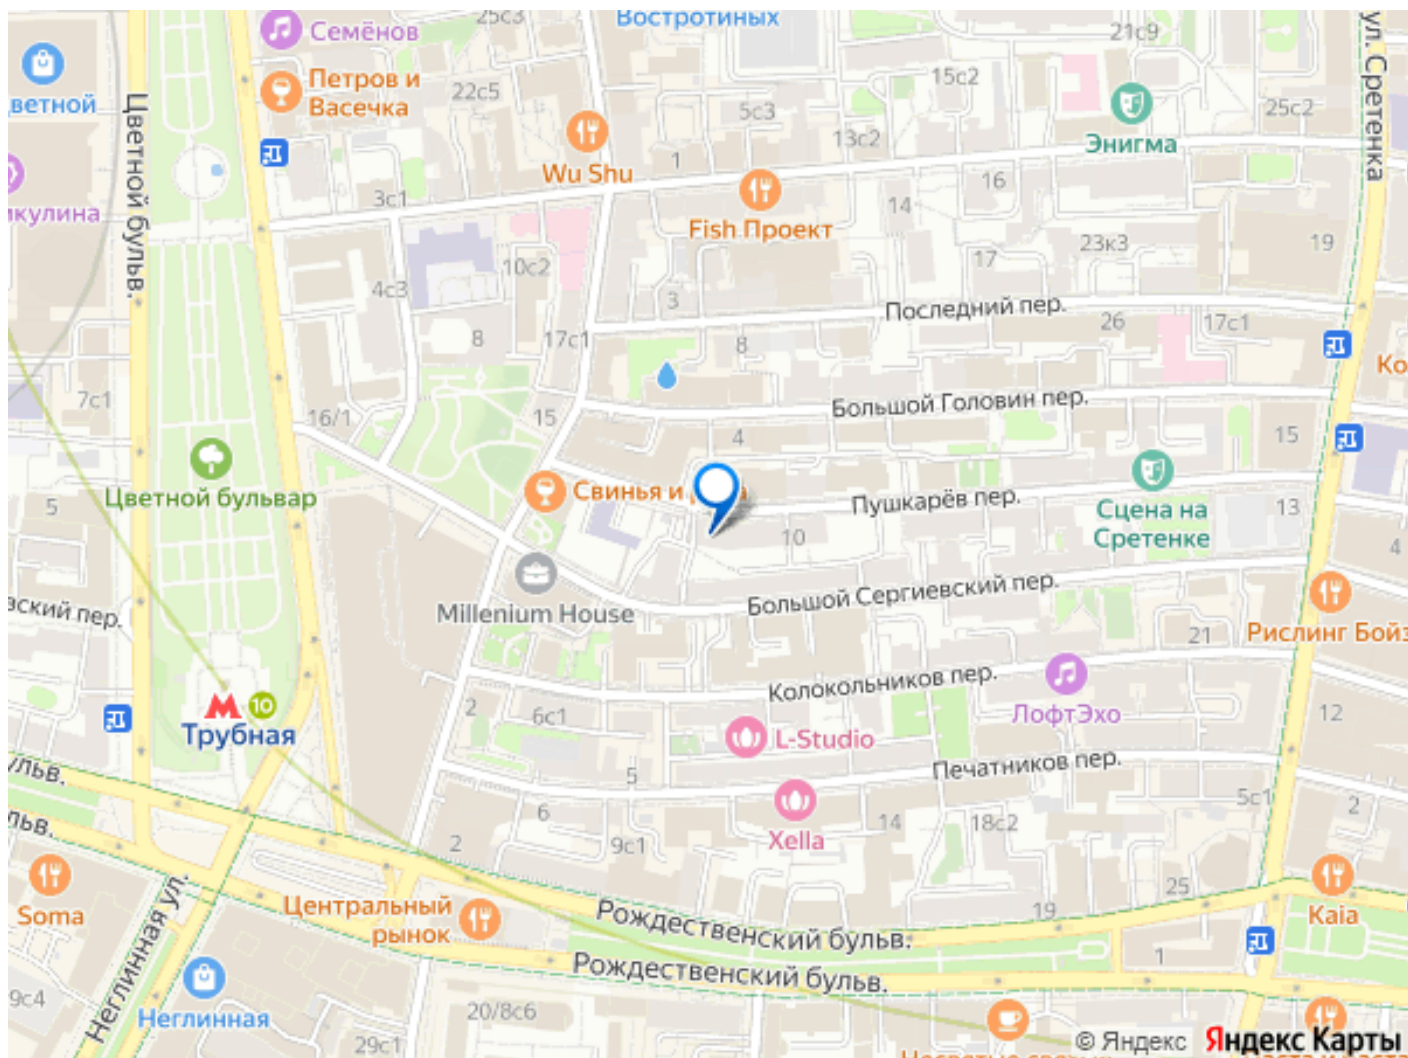 25с3
Востротиных
21с9
ул. Сретенка
Семёнов
Петров и
Васечка
22с5
15с2
5с3
25с2
Цветной бульв.
13с2
Энигма
Wu Shu
1
3с1
16
14
Fish Проект
23к3
19
17
10с2
4с3
3
Последний пер.
26
17с1
8
17с1
8
7с1
16/1
15
Большой Головин пер.
4
15
Цветной бульвар
5
Пушкарёв пер.
Сцена на
Сретенке
13
10
4
Millenium House
Большой Сергиевский пер.
21
Колокольников пер.
10
Трубная
2
6с1
ЛофтЭхо
12
L-Studio
Печатников пер.
5
5с1
2
6
14
18с2
Xella
2
9с1
25
Soma
Центральный
рынок
19
Kaia
Рождественский бульв.
Неглинная ул.
Рождественский бульв.
1
Неглинная
20/8с6
29с1
© Яндекс
Яндекс Карты